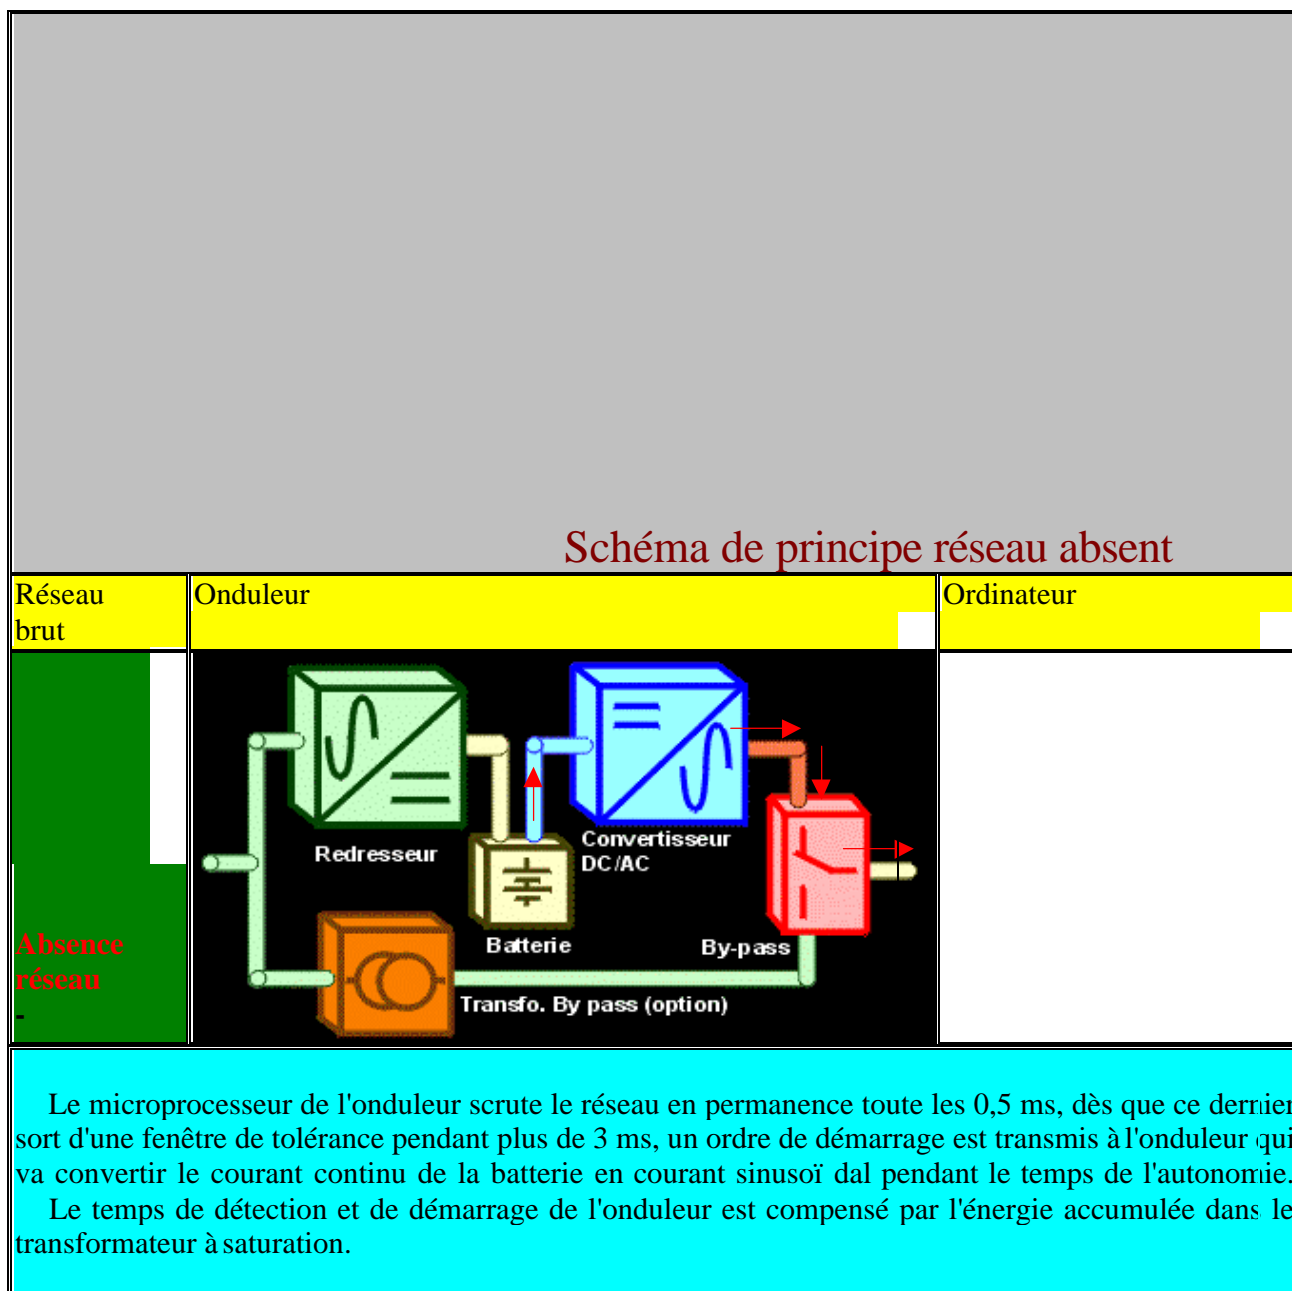 Schéma de principe réseau absent
Réseau
brut
Onduleur
Ordinateur
Absence
réseau
-
Redresseur
Convertisseur
DC/AC
Batterie
By-pass
Transfo. By pass (option)
Le microprocesseur de l'onduleur scrute le réseau en permanence toute les 0,5 ms, dès que ce dernier
sort d'une fenêtre de tolérance pendant plus de 3 ms, un ordre de démarrage est transmis à l'onduleur qui
va convertir le courant continu de la batterie en courant sinusoï dal pendant le temps de l'autonomie.
Le temps de détection et de démarrage de l'onduleur est compensé par l'énergie accumulée dans le
transformateur à saturation.